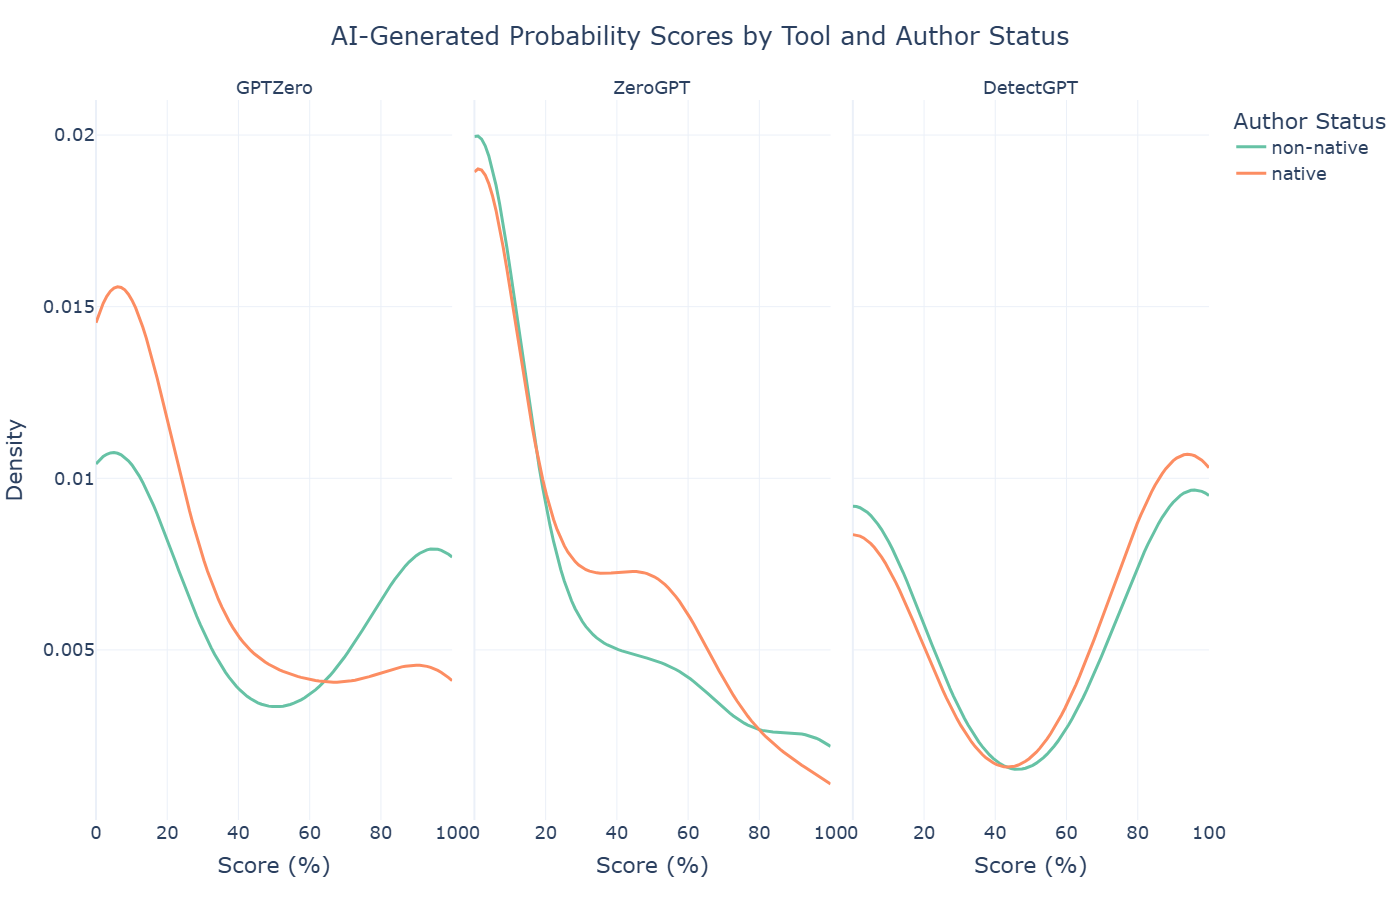 AI-Generated Probability Scores by Tool and Author Status
GPTZero
ZeroGPT
DetectGPT
Author Status
non-native
native
Density
0.02
0.015
0.01
0.005
0 20 40 60 80 100
0 20 40 60 80 100
0 20 40 60 80 100
Score (%)
Score (%)
Score (%)